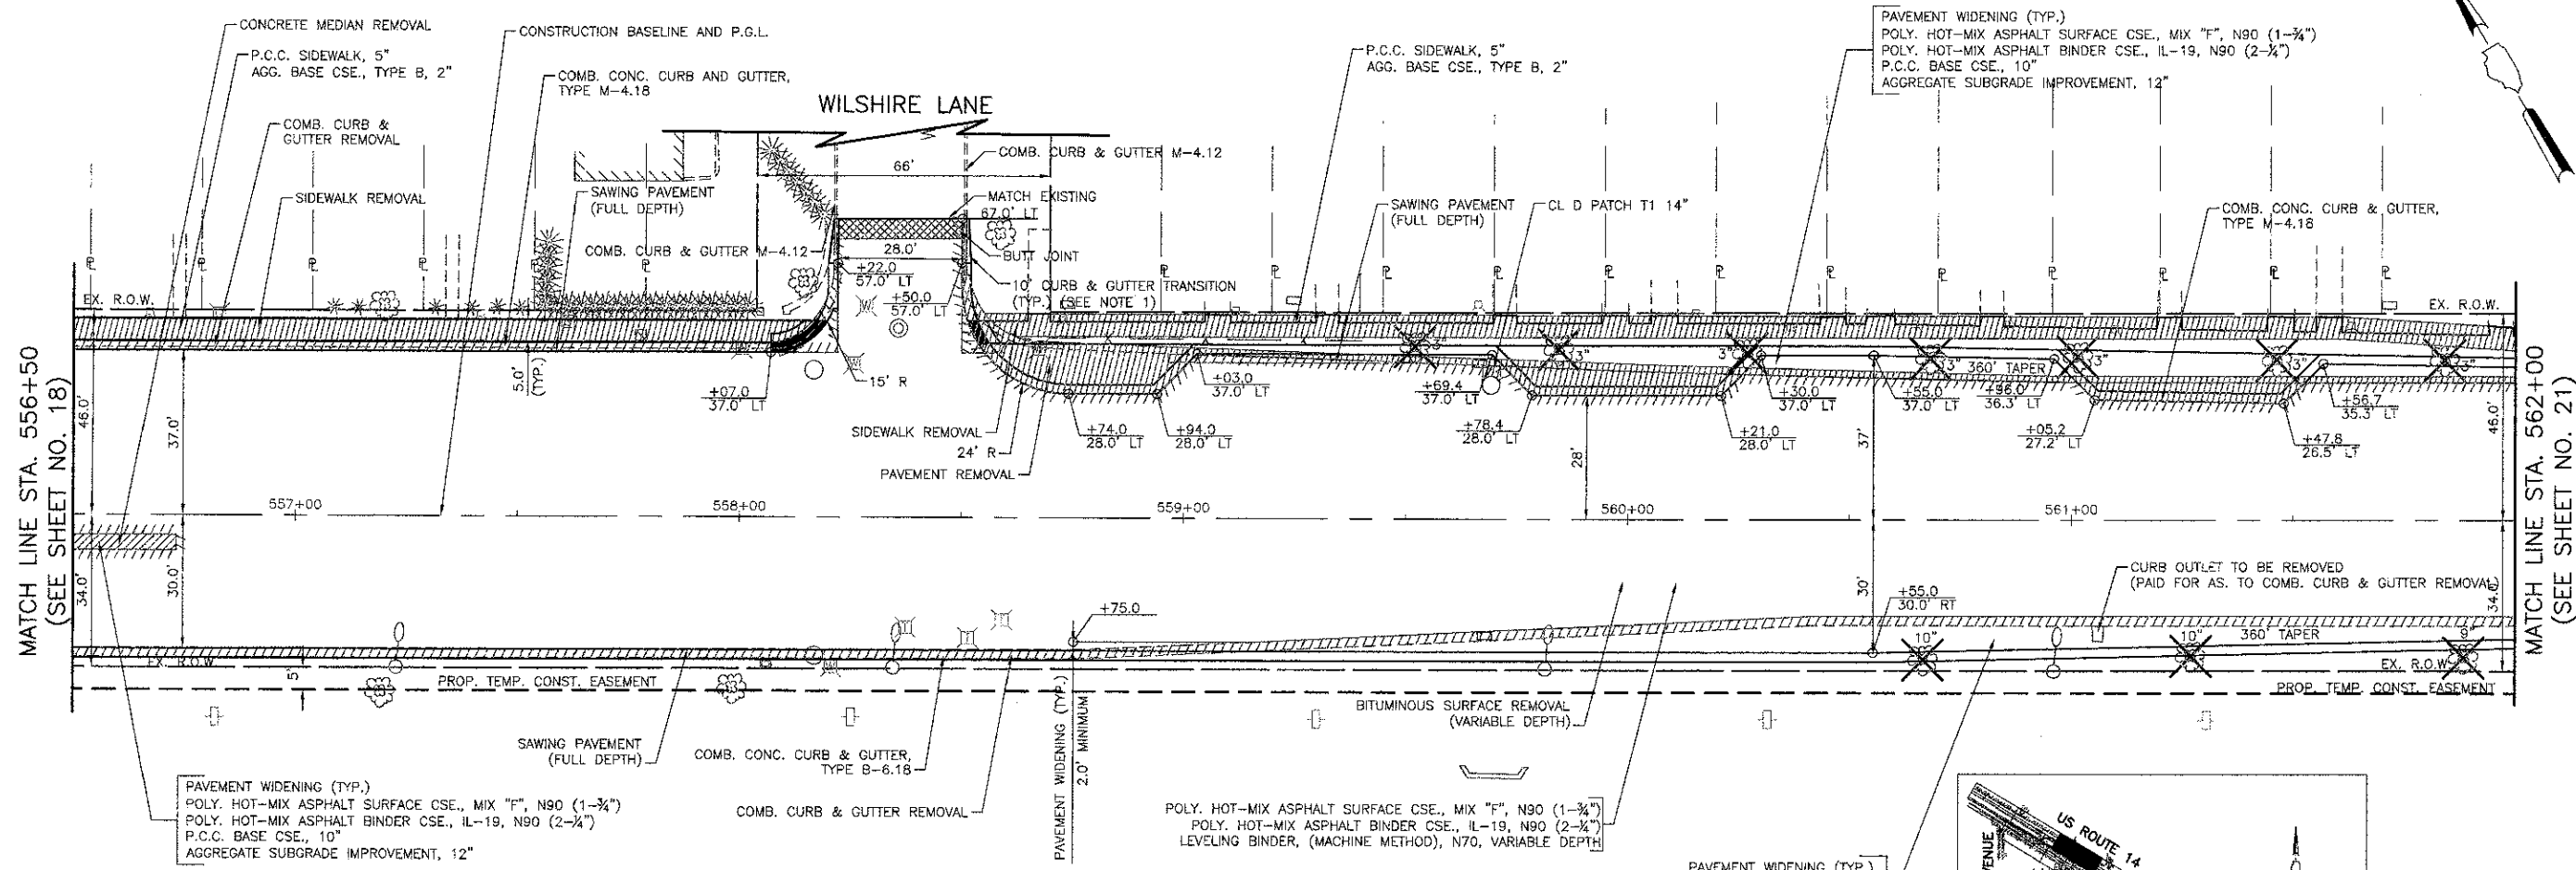 CONCRETE MEDIAN REMOVAL
P.C.C. SIDEWALK, 5"
AGG. BASE CSE., TYPE B, 2"
COMB. CURB &
GUTTER REMOVAL
SIDEWALK REMOVAL
CONSTRUCTION BASELINE AND P.G.L.
COMB. CONC. CURB AND GUTTER,
TYPE M-4.18
WILSHIRE LANE
66'
COMB. CURB & GUTTER M-4.12
SAWING PAVEMENT
(FULL DEPTH)
MATCH EXISTING
67.0' LT
COMB. CURB & GUTTER M-4.12
28.0'
BUTT JOINT
+22.0
57.0' LT
+50.0
57.0' LT
10' CURB & GUTTER TRANSITION
(TYP.) (SEE NOTE 1)
P.C.C. SIDEWALK, 5"
AGG. BASE CSE., TYPE B, 2"
SAWING PAVEMENT
(FULL DEPTH)
CL D PATCH T1 14"
PAVEMENT WIDENING (TYP.)
POLY. HOT-MIX ASPHALT SURFACE CSE., MIX "F", N90 (1-¾")
POLY. HOT-MIX ASPHALT BINDER CSE., IL-19, N90 (2-¼")
P.C.C. BASE CSE., 10"
AGGREGATE SUBGRADE IMPROVEMENT, 12"
COMB. CONC. CURB & GUTTER,
TYPE M-4.18
℄ ℄ ℄ ℄ ℄ ℄ ℄ ℄ ℄ ℄ ℄ ℄ ℄ ℄ ℄ ℄ ℄
EX. R.O.W.
EX. R.O.W.
MATCH LINE STA. 556+50
(SEE SHEET NO. 18)
46.0'
37.0'
5.0'
(TYP.)
+07.0
37.0' LT
15' R
SIDEWALK REMOVAL
24' R
PAVEMENT REMOVAL
+74.0
28.0' LT
+94.0
28.0' LT
+03.0
37.0' LT
+69.4
37.0' LT
+78.4
28.0' LT
28'
+21.0
28.0' LT
+30.0
37.0' LT
+55.0
37.0' LT
360' TAPER
+96.0
36.3' LT
+05.2
27.2' LT
+47.8
26.5' LT
+56.7
35.3' LT
3" 3" 3" 3" 3" 3" 3"
37'
46.0'
MATCH LINE STA. 562+00
(SEE SHEET NO. 21)
557+00
558+00
559+00
560+00
561+00
34.0'
30.0'
30'
34.0'
+75.0
+55.0
30.0' RT
CURB OUTLET TO BE REMOVED
(PAID FOR AS. TO COMB. CURB & GUTTER REMOVAL)
360' TAPER
10" 10" 9"
EX. R.O.W
EX. R.O.W.
5'
PROP. TEMP. CONST. EASEMENT
PROP. TEMP. CONST. EASEMENT
SAWING PAVEMENT
(FULL DEPTH)
COMB. CONC. CURB & GUTTER,
TYPE B-6.18
COMB. CURB & GUTTER REMOVAL
PAVEMENT WIDENING (TYP.)
2.0' MINIMUM
BITUMINOUS SURFACE REMOVAL
(VARIABLE DEPTH)
PAVEMENT WIDENING (TYP.)
POLY. HOT-MIX ASPHALT SURFACE CSE., MIX "F", N90 (1-¾")
POLY. HOT-MIX ASPHALT BINDER CSE., IL-19, N90 (2-¼")
P.C.C. BASE CSE., 10"
AGGREGATE SUBGRADE IMPROVEMENT, 12"
POLY. HOT-MIX ASPHALT SURFACE CSE., MIX "F", N90 (1-¾")
POLY. HOT-MIX ASPHALT BINDER CSE., IL-19, N90 (2-¼")
LEVELING BINDER, (MACHINE METHOD), N70, VARIABLE DEPTH
PAVEMENT WIDENING (TYP.)
US ROUTE 14